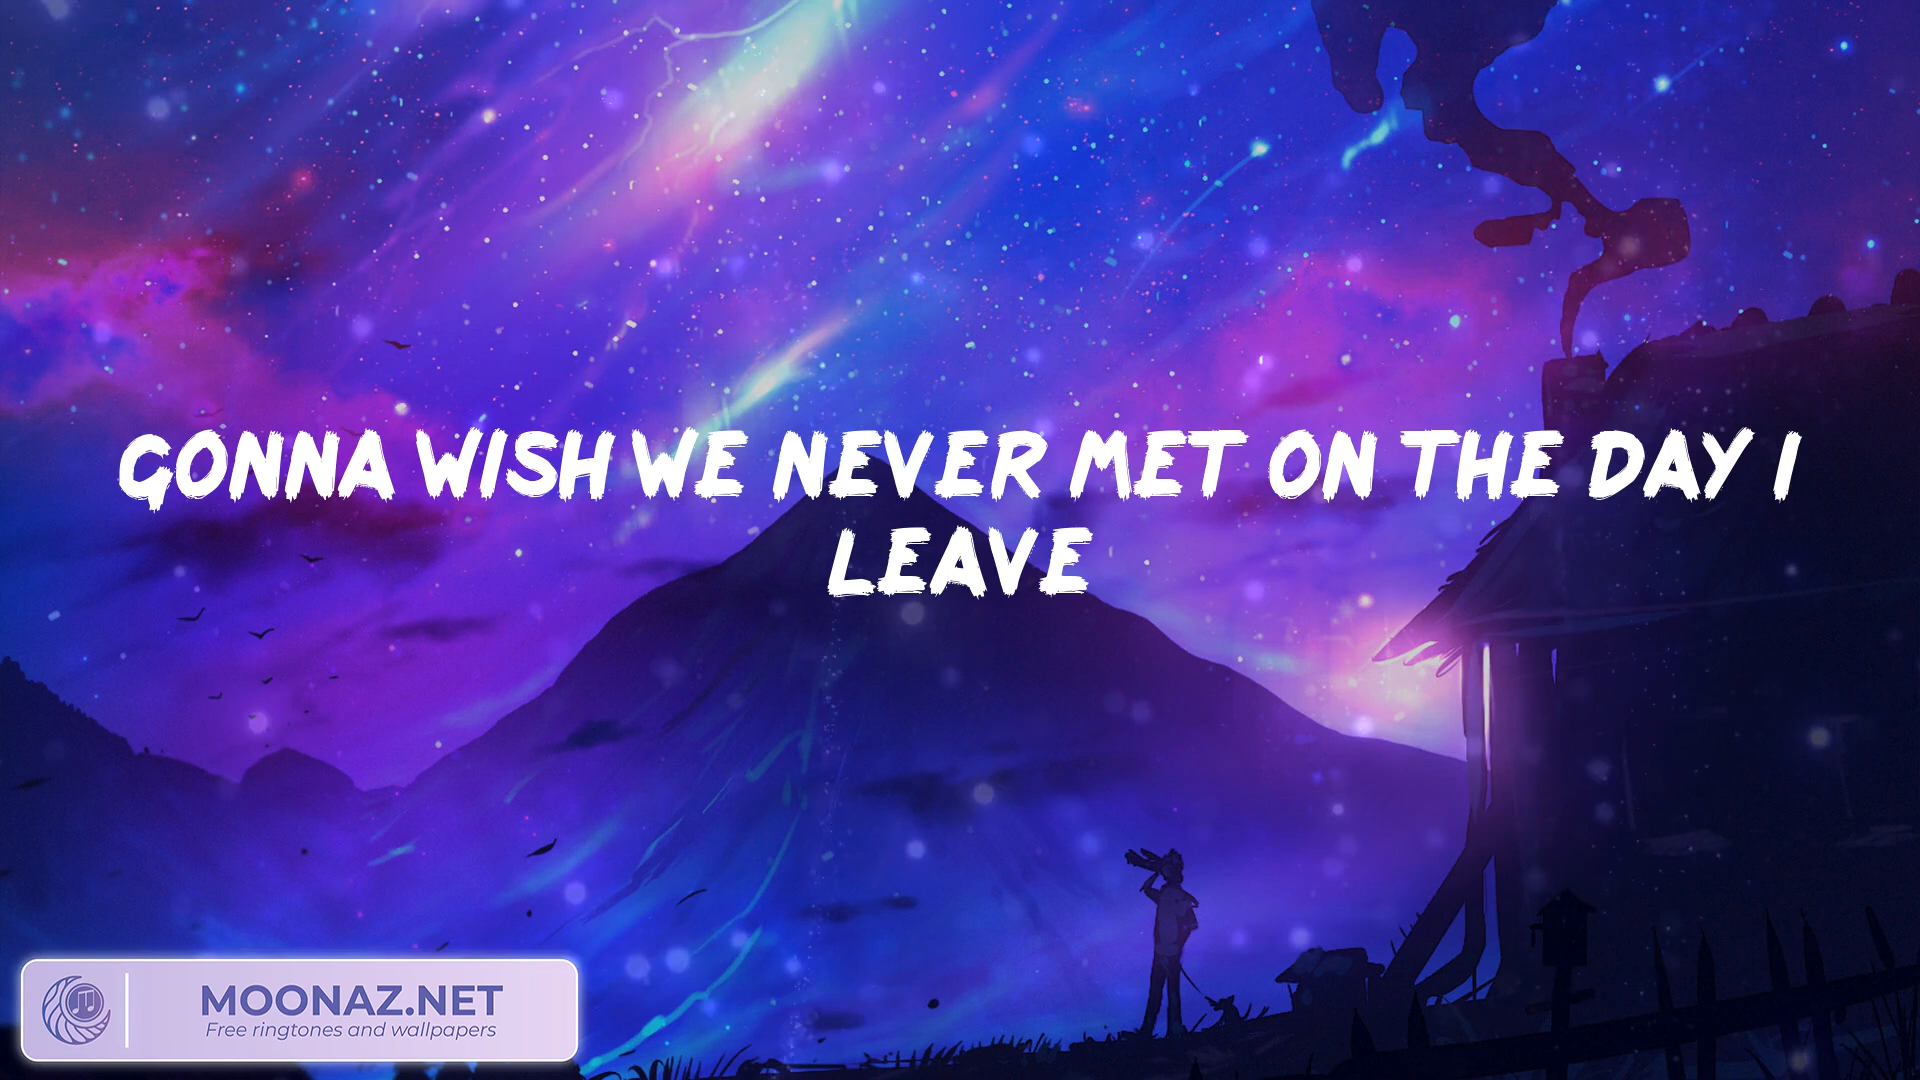 GONNA WISH WE NEVER MET ON THE DAY I
LEAVE
MOONAZ.NET
Free ringtones and wallpapers